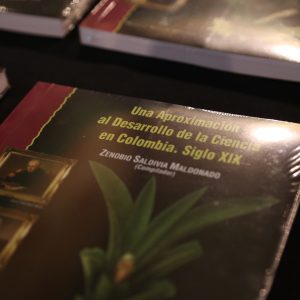 Una Aproximación
al Desarrollo de la Ciencia
en Colombia. Siglo XIX
ZENOBIO SALDIVIA MALDONADO
(Compilador)